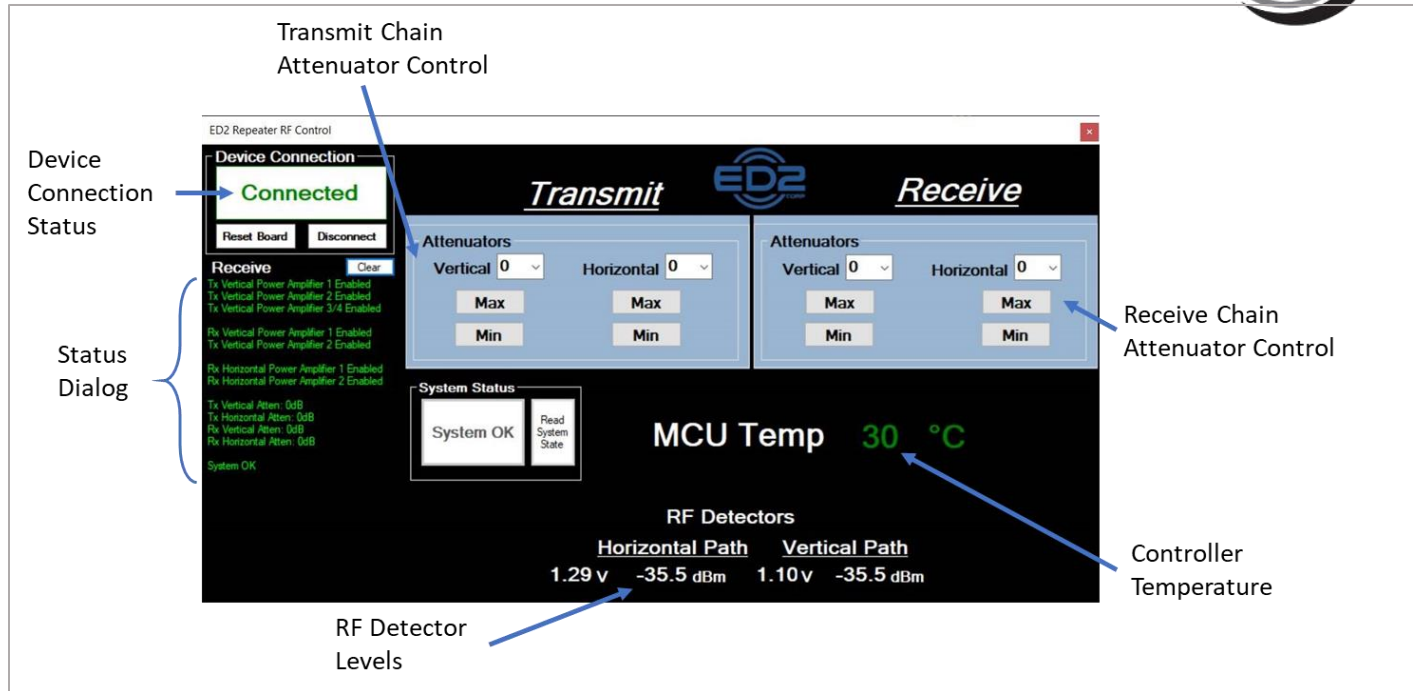 Transmit Chain
Attenuator Control
Device
Connection
Status
Status
Dialog
ED2 Repeater RF Control
Device Connection
Connected
Reset Board Disconnect
Receive Clear
Tx Vertical Power Amplifier 1 Enabled
Tx Vertical Power Amplifier 2 Enabled
Tx Vertical Power Amplifier 3/4 Enabled
Rx Vertical Power Amplifier 1 Enabled
Tx Vertical Power Amplifier 2 Enabled
Rx Horizontal Power Amplifier 1 Enabled
Rx Horizontal Power Amplifier 2 Enabled
Tx Vertical Atten: 0dB
Tx Horizontal Atten: 0dB
Rx Vertical Atten: 0dB
Rx Horizontal Atten: 0dB
System OK
Transmit
ED2
CORP
Receive
Attenuators
Vertical 0 Horizontal 0
Max Max
Min Min
Attenuators
Vertical 0 Horizontal 0
Max Max
Min Min
System Status
System OK
Read
System
State
MCU Temp 30 °C
RF Detectors
Horizontal Path Vertical Path
1.29 V -35.5 dBm 1.10 V -35.5 dBm
Receive Chain
Attenuator Control
Controller
Temperature
RF Detector
Levels